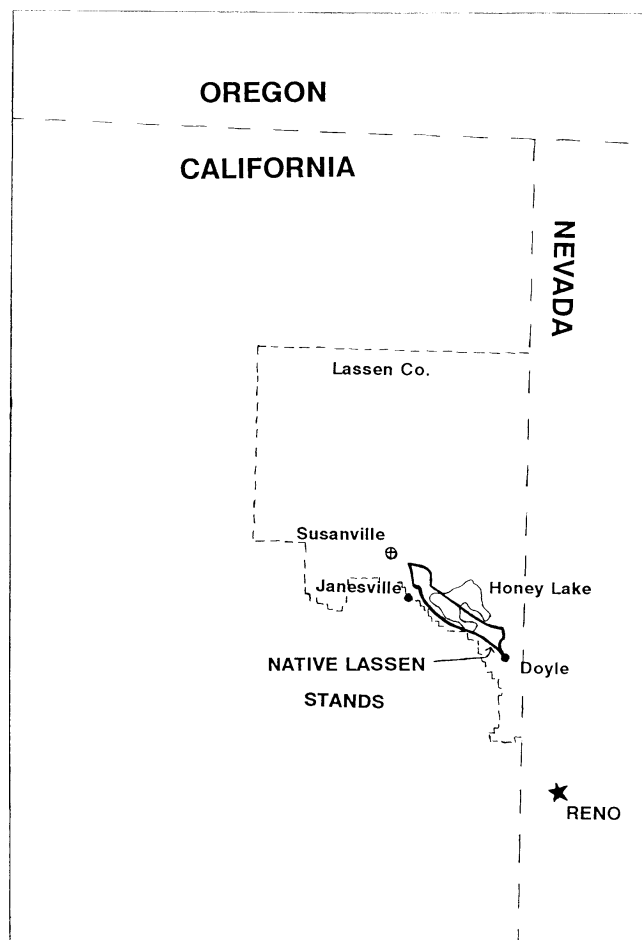 OREGON
CALIFORNIA
NEVADA
Lassen Co.
Susanville
Janesville
Honey Lake
NATIVE LASSEN
STANDS
Doyle
RENO